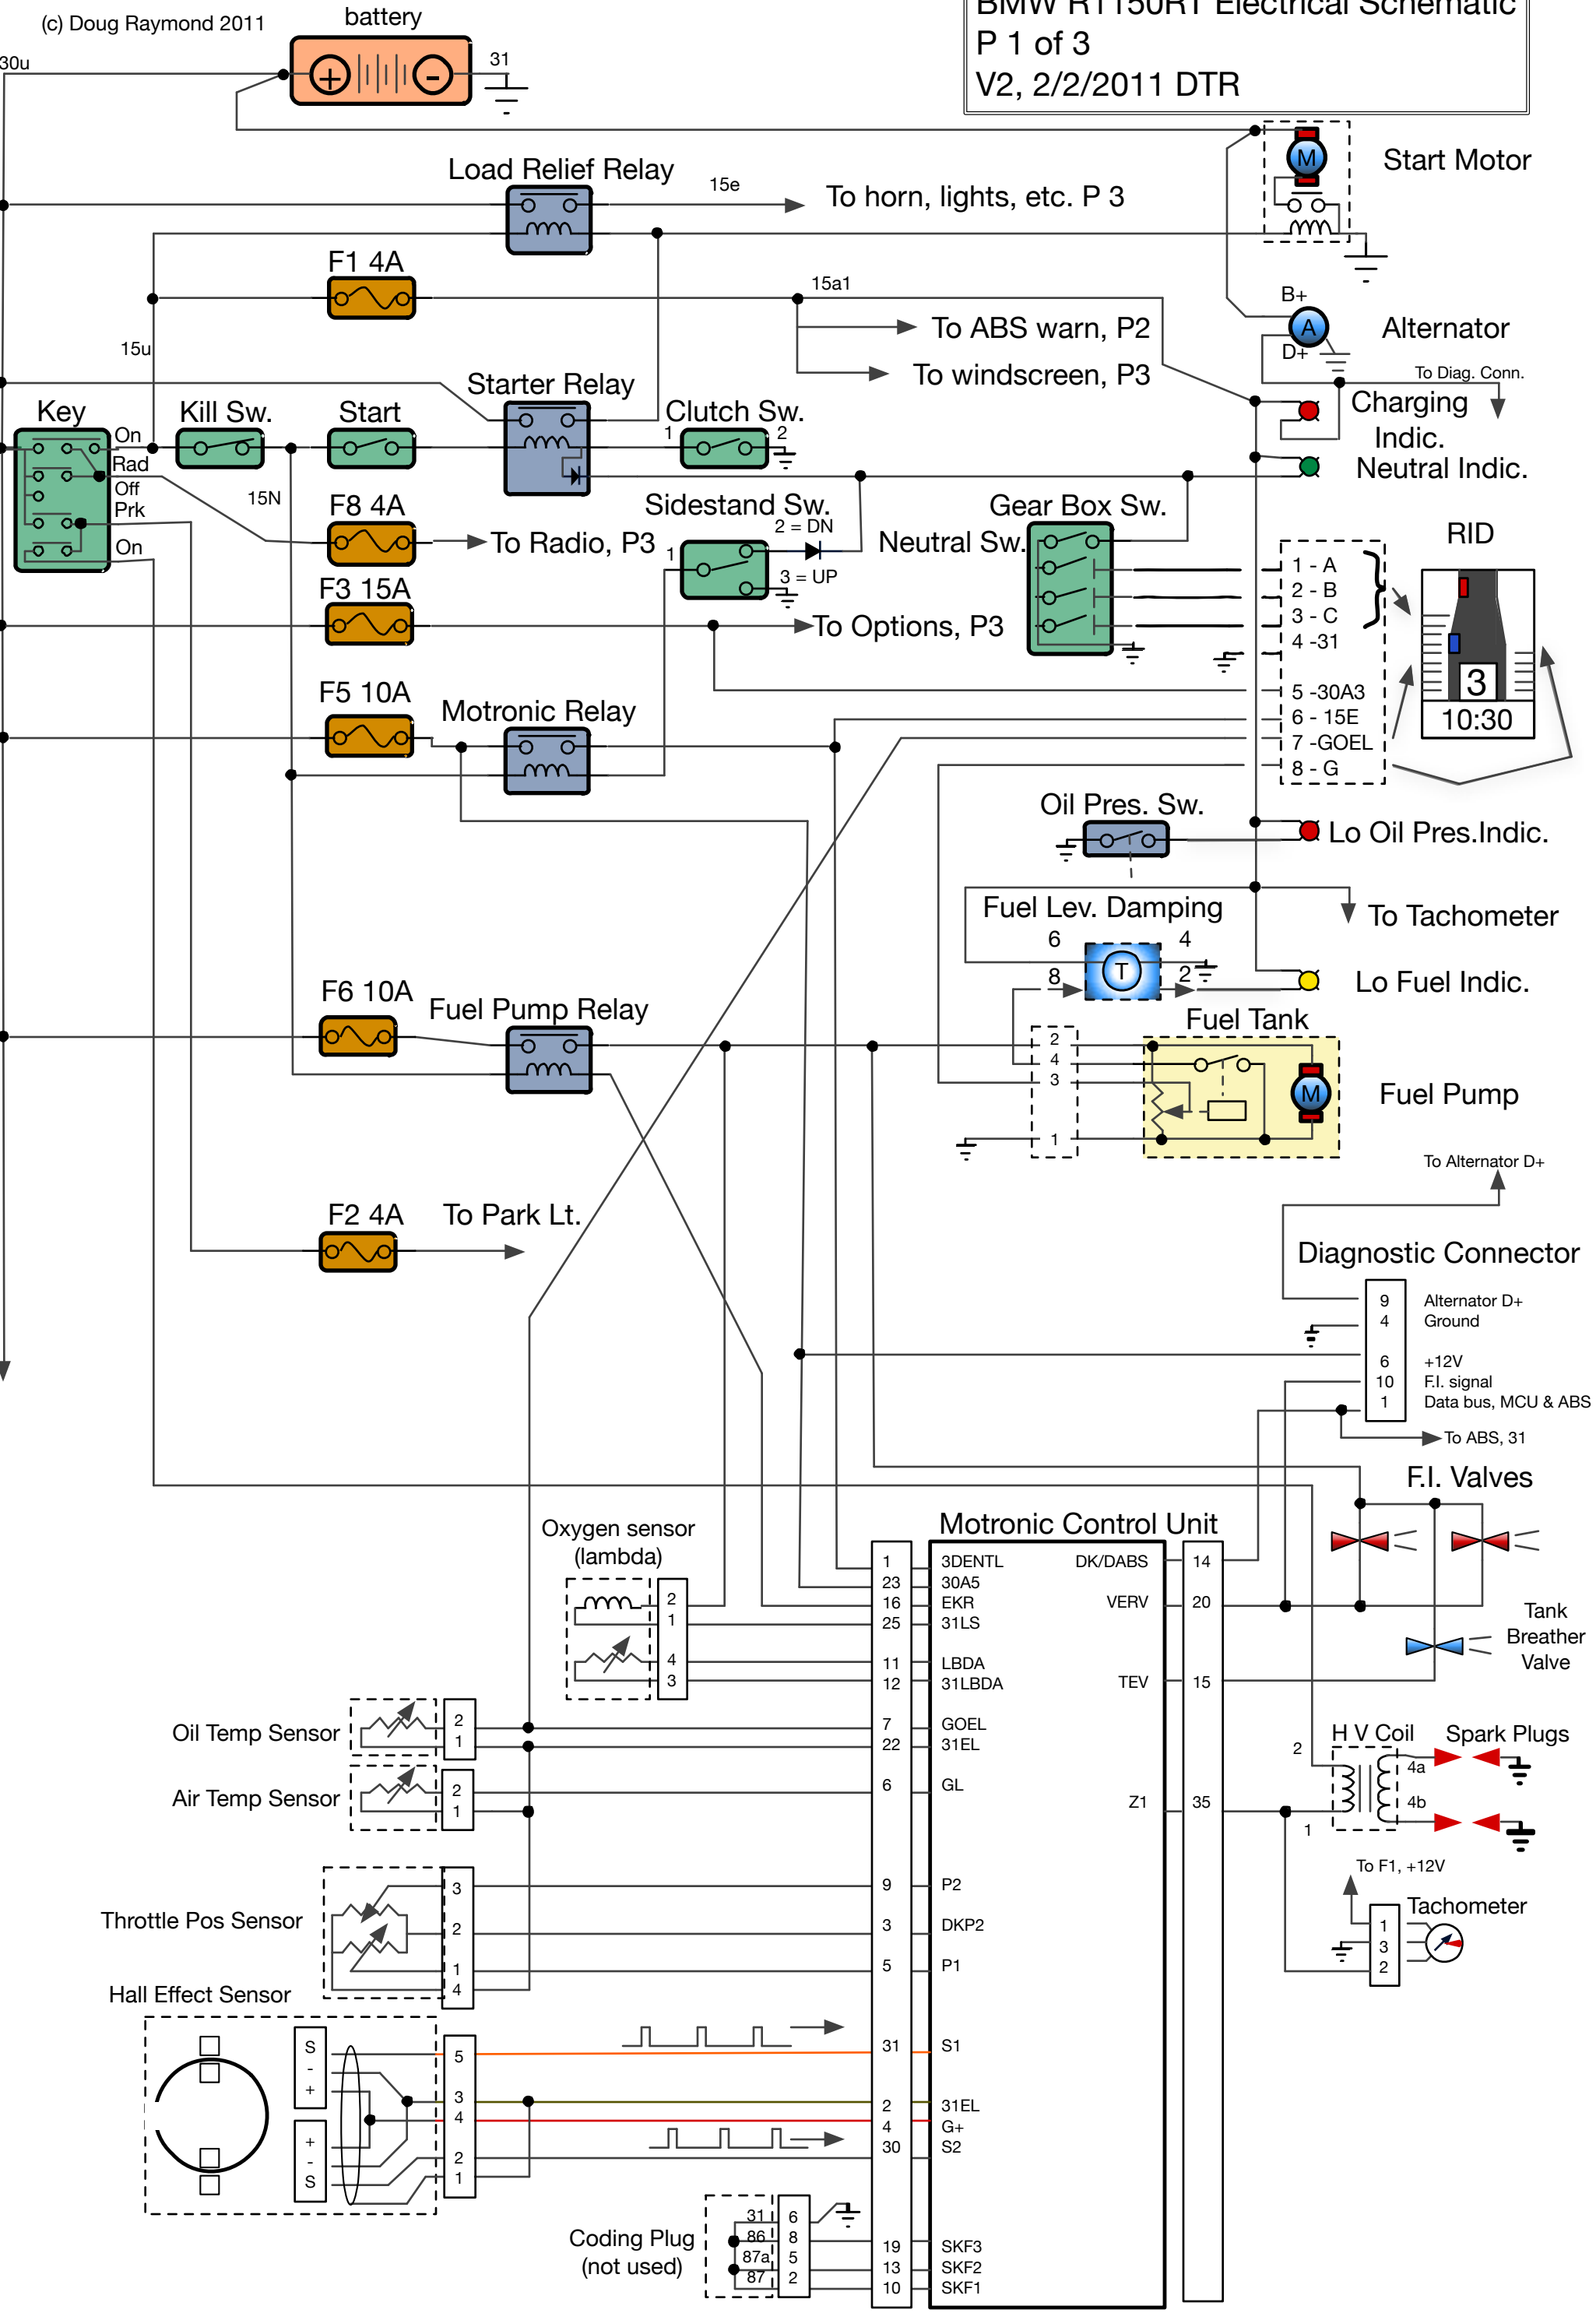 (c) Doug Raymond 2011
battery
BMW R1150RT Electrical Schematic
P 1 of 3
V2, 2/2/2011 DTR
30u
31
Start Motor
M
Load Relief Relay
15e
To horn, lights, etc. P 3
F1 4A
15a1
B+
A
Alternator
D+
To ABS warn, P2
15u
To windscreen, P3
To Diag. Conn.
Starter Relay
Key
Kill Sw.
Start
Clutch Sw.
1
2
Charging
Indic.
On
Rad
Off
Prk
On
15N
Neutral Indic.
F8 4A
To Radio, P3
Sidestand Sw.
2 = DN
1
3 = UP
Gear Box Sw.
Neutral Sw.
RID
1 - A
2 - B
3 - C
4 -31
5 -30A3
6 - 15E
7 -GOEL
8 - G
3
10:30
F3 15A
To Options, P3
F5 10A
Motronic Relay
Oil Pres. Sw.
Lo Oil Pres.Indic.
Fuel Lev. Damping
To Tachometer
6
4
T
8
2
Lo Fuel Indic.
F6 10A
Fuel Pump Relay
Fuel Tank
2
4
3
1
M
Fuel Pump
To Alternator D+
F2 4A
To Park Lt.
Diagnostic Connector
9 Alternator D+
4 Ground
6 +12V
10 F.I. signal
1 Data bus, MCU & ABS
To ABS, 31
F.I. Valves
Oxygen sensor
(lambda)
2
1
4
3
Motronic Control Unit
1 3DENTL
23 30A5
16 EKR
25 31LS
11 LBDA
12 31LBDA
7 GOEL
22 31EL
6 GL
9 P2
3 DKP2
5 P1
31 S1
2 31EL
4 G+
30 S2
19 SKF3
13 SKF2
10 SKF1
DK/DABS 14
VERV 20
TEV 15
Z1 35
Tank
Breather
Valve
Oil Temp Sensor
2
1
Air Temp Sensor
2
1
H V Coil
Spark Plugs
2
4a
4b
1
To F1, +12V
Tachometer
1
3
2
Throttle Pos Sensor
3
2
1
4
Hall Effect Sensor
S
-
+
+
-
S
5
3
4
2
1
Coding Plug
(not used)
31 6
86 8
87a 5
87 2